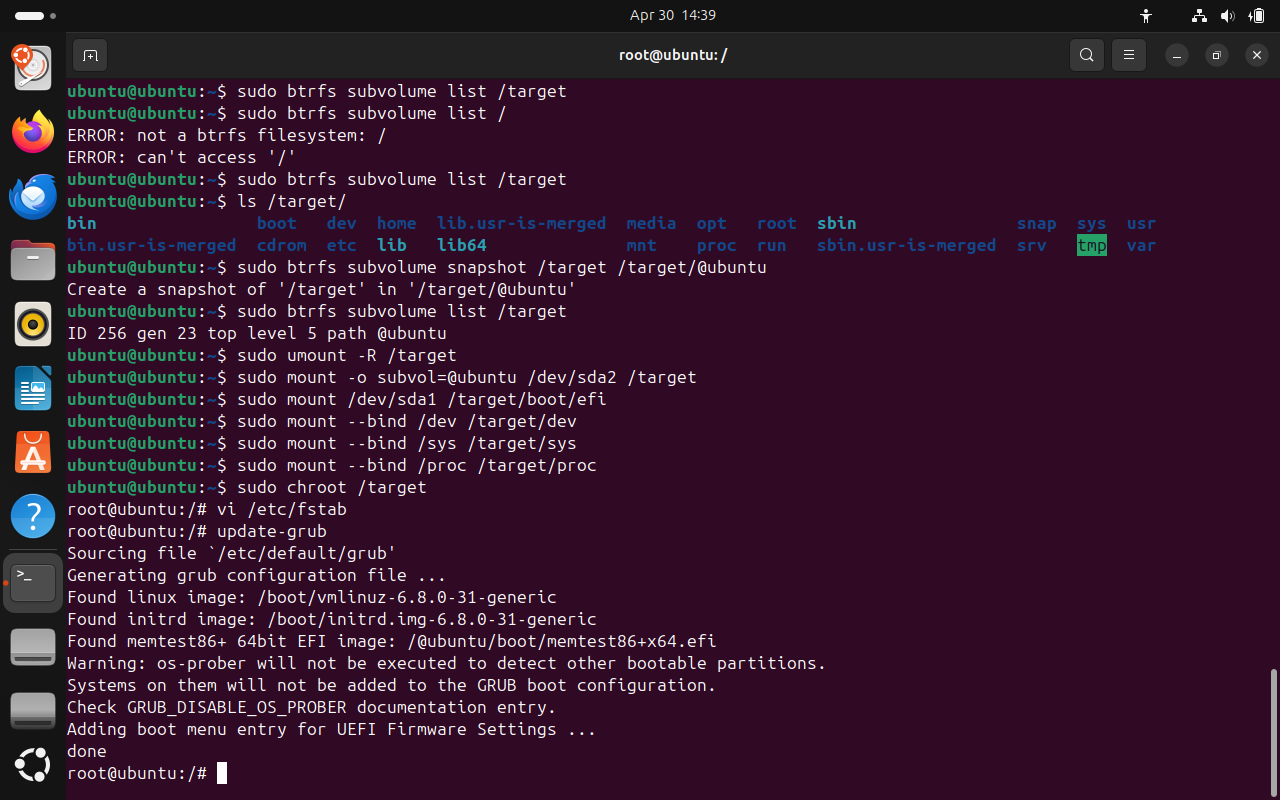 Apr 30 14:39
root@ubuntu: /
ubuntu@ubuntu:~$ sudo btrfs subvolume list /target
ubuntu@ubuntu:~$ sudo btrfs subvolume list /
ERROR: not a btrfs filesystem: /
ERROR: can't access '/'
ubuntu@ubuntu:~$ sudo btrfs subvolume list /target
ubuntu@ubuntu:~$ ls /target/
bin boot dev home lib.usr-is-merged media opt root sbin snap sys usr
bin.usr-is-merged cdrom etc lib lib64 mnt proc run sbin.usr-is-merged srv tmp var
ubuntu@ubuntu:~$ sudo btrfs subvolume snapshot /target /target/@ubuntu
Create a snapshot of '/target' in '/target/@ubuntu'
ubuntu@ubuntu:~$ sudo btrfs subvolume list /target
ID 256 gen 23 top level 5 path @ubuntu
ubuntu@ubuntu:~$ sudo umount -R /target
ubuntu@ubuntu:~$ sudo mount -o subvol=@ubuntu /dev/sda2 /target
ubuntu@ubuntu:~$ sudo mount /dev/sda1 /target/boot/efi
ubuntu@ubuntu:~$ sudo mount --bind /dev /target/dev
ubuntu@ubuntu:~$ sudo mount --bind /sys /target/sys
ubuntu@ubuntu:~$ sudo mount --bind /proc /target/proc
ubuntu@ubuntu:~$ sudo chroot /target
root@ubuntu:/# vi /etc/fstab
root@ubuntu:/# update-grub
Sourcing file `/etc/default/grub'
Generating grub configuration file ...
Found linux image: /boot/vmlinuz-6.8.0-31-generic
Found initrd image: /boot/initrd.img-6.8.0-31-generic
Found memtest86+ 64bit EFI image: /@ubuntu/boot/memtest86+x64.efi
Warning: os-prober will not be executed to detect other bootable partitions.
Systems on them will not be added to the GRUB boot configuration.
Check GRUB_DISABLE_OS_PROBER documentation entry.
Adding boot menu entry for UEFI Firmware Settings ...
done
root@ubuntu:/#